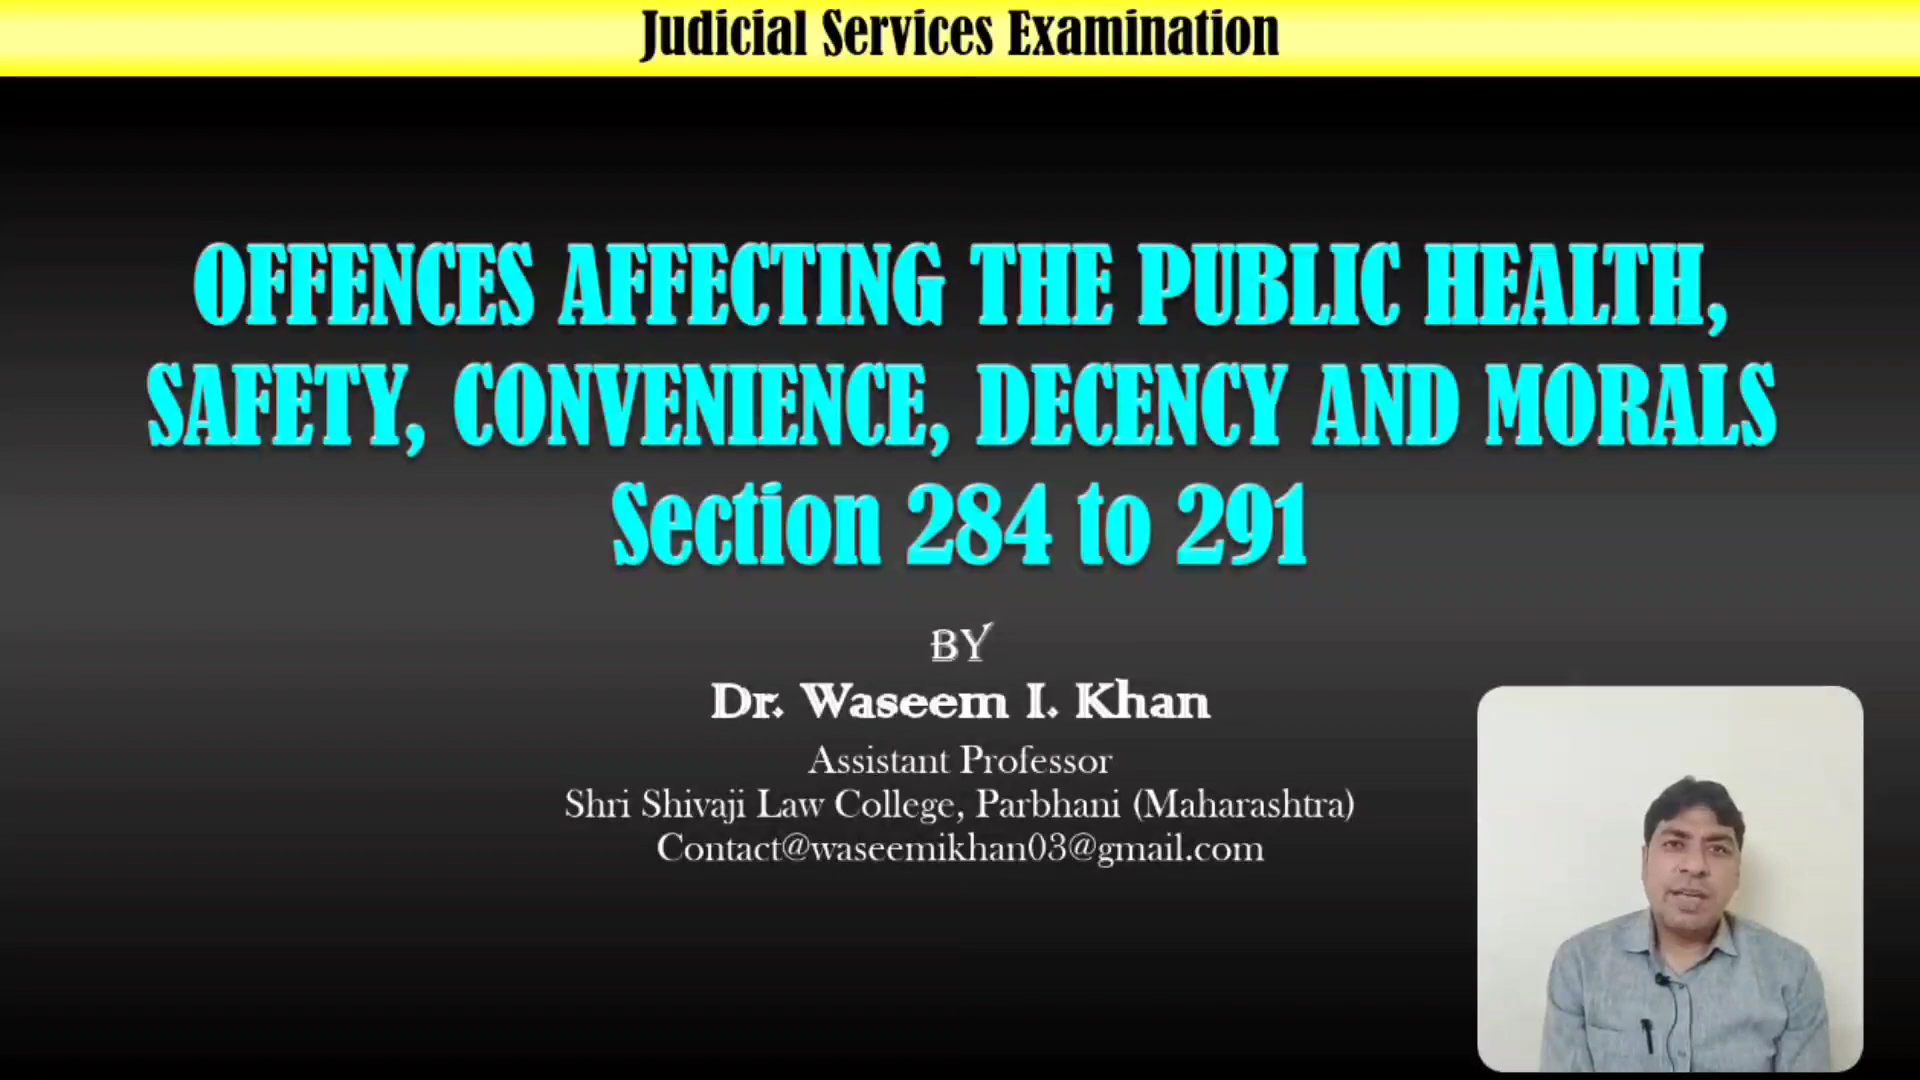 Judicial Services Examination
OFFENCES AFFECTING THE PUBLIC HEALTH,
SAFETY, CONVENIENCE, DECENCY AND MORALS
Section 284 to 291
BY
Dr. Waseem I. Khan
Assistant Professor
Shri Shivaji Law College, Parbhani (Maharashtra)
Contact@waseemikhan03@gmail.com